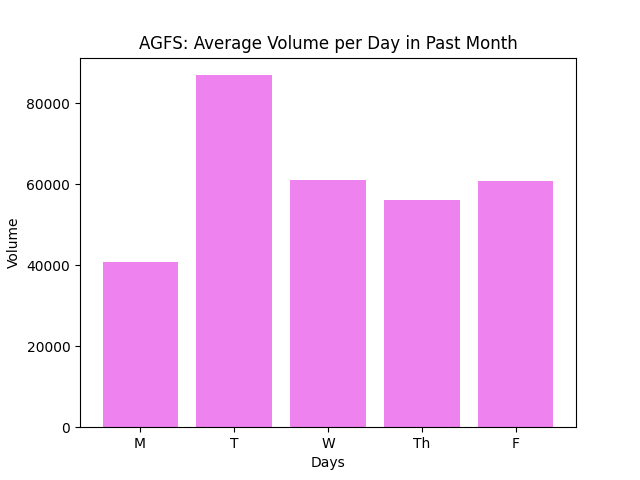 AGFS: Average Volume per Day in Past Month
Volume
80000
60000
40000
20000
0
M T W Th F
Days